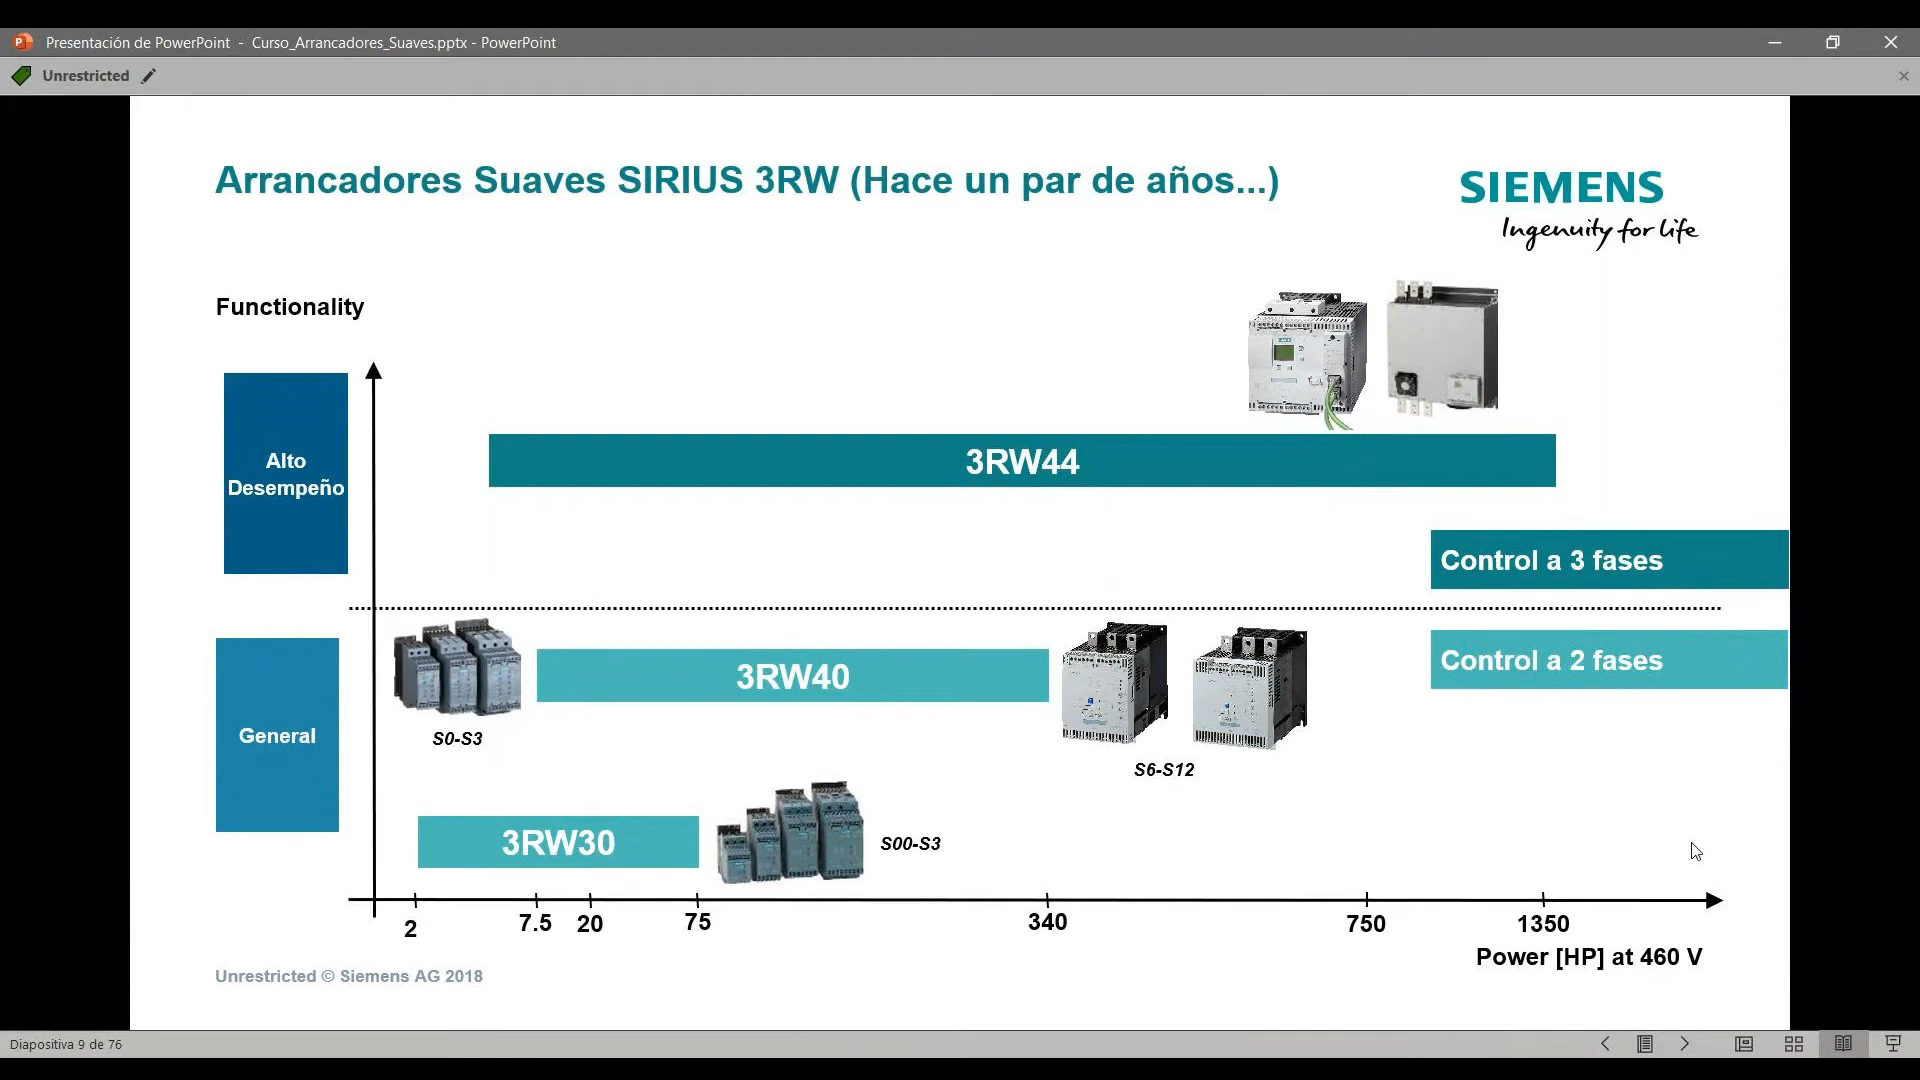 Presentación de PowerPoint - Curso_Arrancadores_Suaves.pptx - PowerPoint
Unrestricted
Arrancadores Suaves SIRIUS 3RW (Hace un par de años...)
SIEMENS
Ingenuity for life
Functionality
Alto
Desempeño
3RW44
Control a 3 fases
General
3RW40
Control a 2 fases
S0-S3
S6-S12
3RW30
S00-S3
2
7.5
20
75
340
750
1350
Power [HP] at 460 V
Unrestricted © Siemens AG 2018
Diapositiva 9 de 76